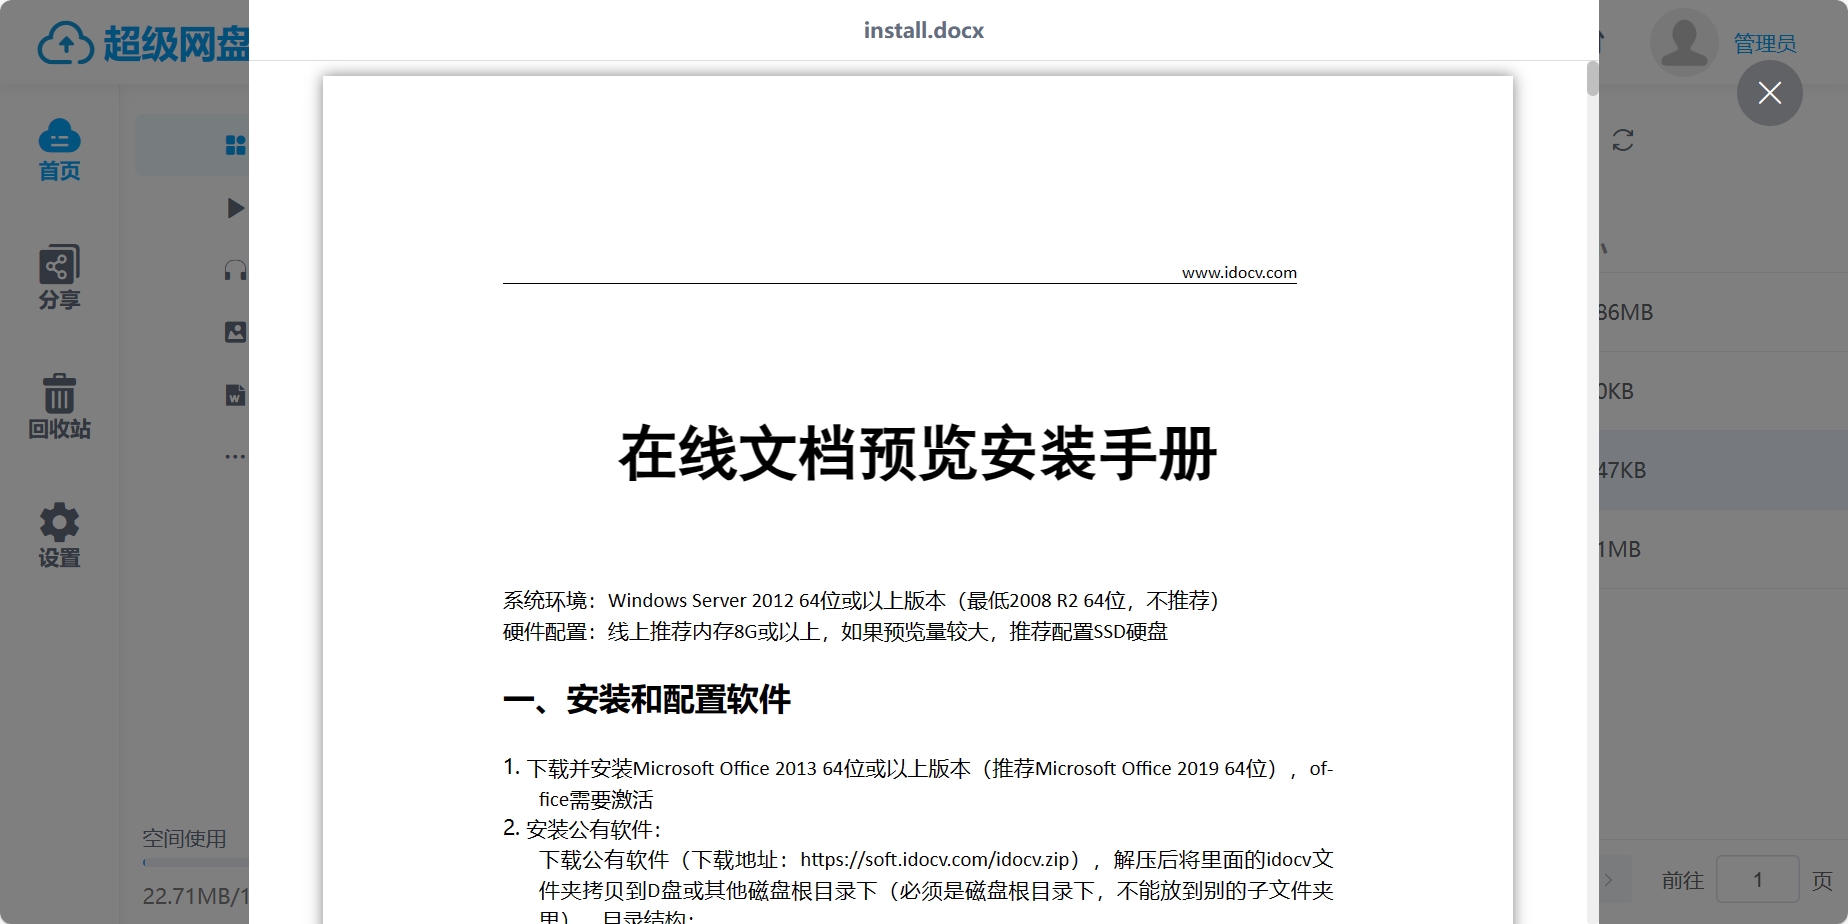 install.docx
超级网盘
管理员
首页
分享
回收站
设置
86MB
0KB
47KB
1MB
www.idocv.com
在线文档预览安装手册
系统环境：Windows Server 2012 64位或以上版本（最低2008 R2 64位，不推荐）
硬件配置：线上推荐内存8G或以上，如果预览量较大，推荐配置SSD硬盘
一、安装和配置软件
1. 下载并安装Microsoft Office 2013 64位或以上版本（推荐Microsoft Office 2019 64位），of-
fice需要激活
2. 安装公有软件：
下载公有软件（下载地址：https://soft.idocv.com/idocv.zip），解压后将里面的idocv文
件夹拷贝到D盘或其他磁盘根目录下（必须是磁盘根目录下，不能放到别的子文件夹
里），目录结构：
空间使用
22.71MB/1
前往 1 页